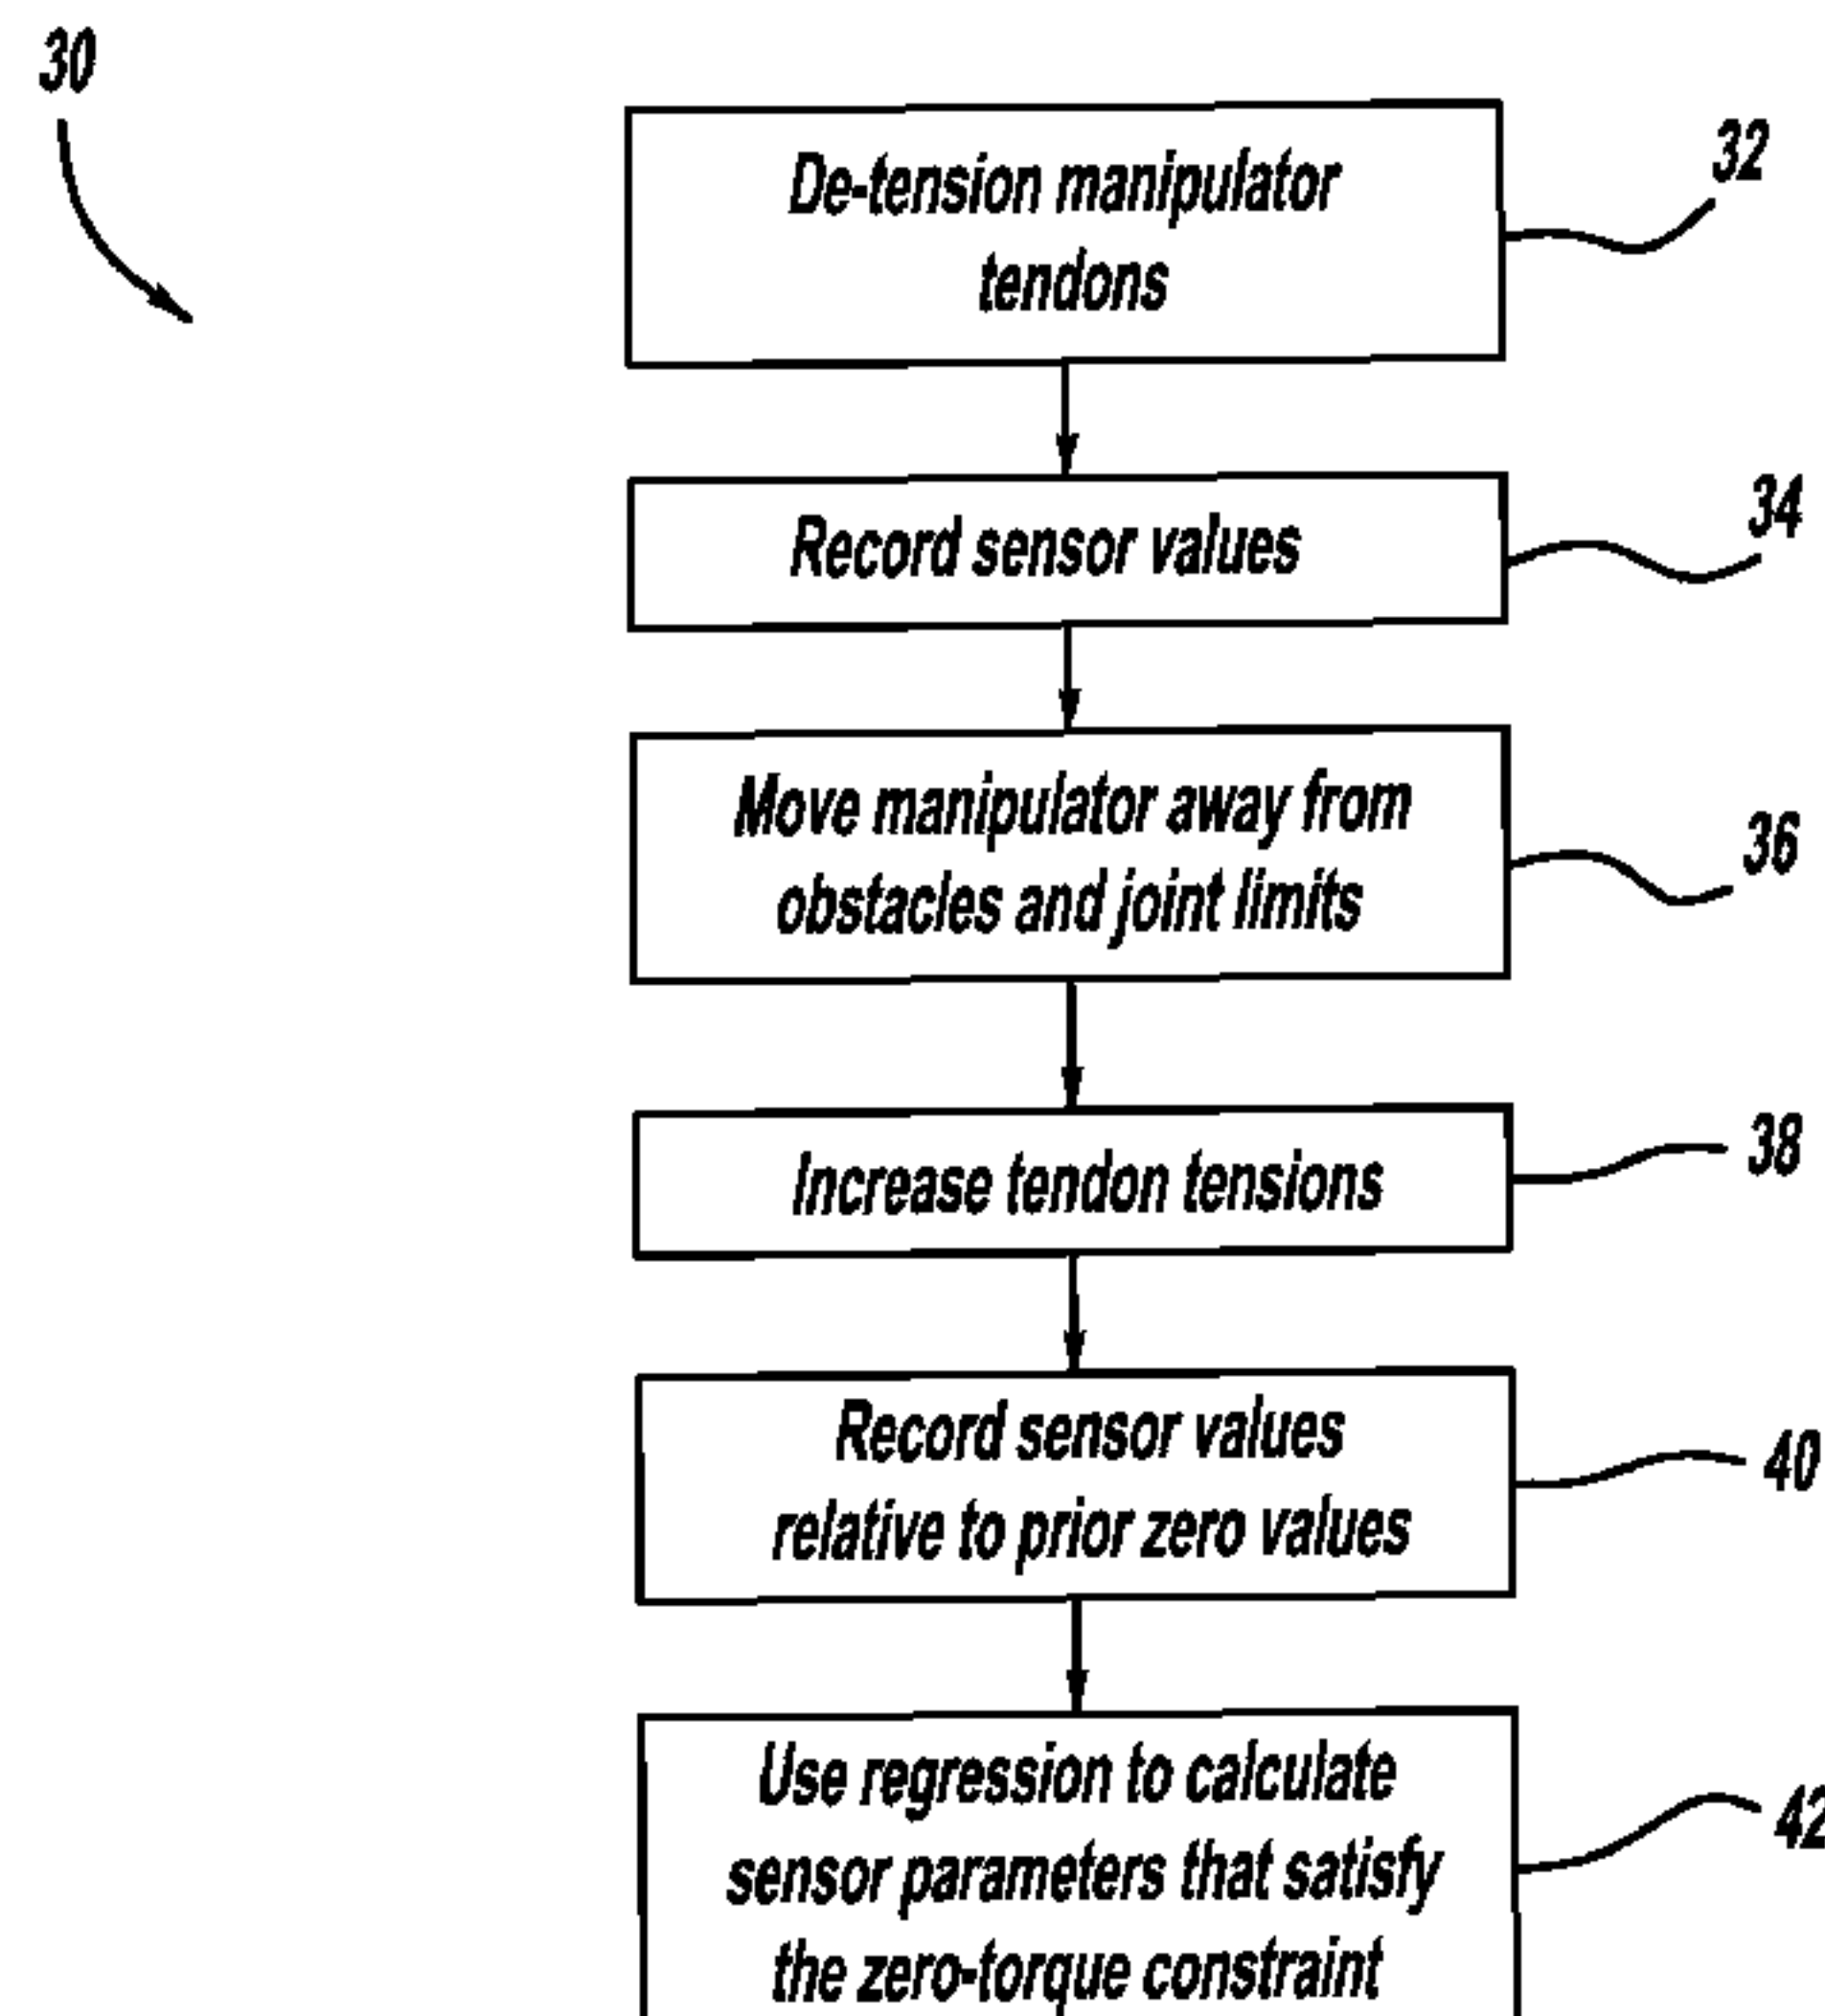 30
De-tension manipulator
tendons
32
Record sensor values
34
Move manipulator away from
obstacles and joint limits
36
Increase tendon tensions
38
Record sensor values
relative to prior zero values
40
Use regression to calculate
sensor parameters that satisfy
the zero-torque constraint
42